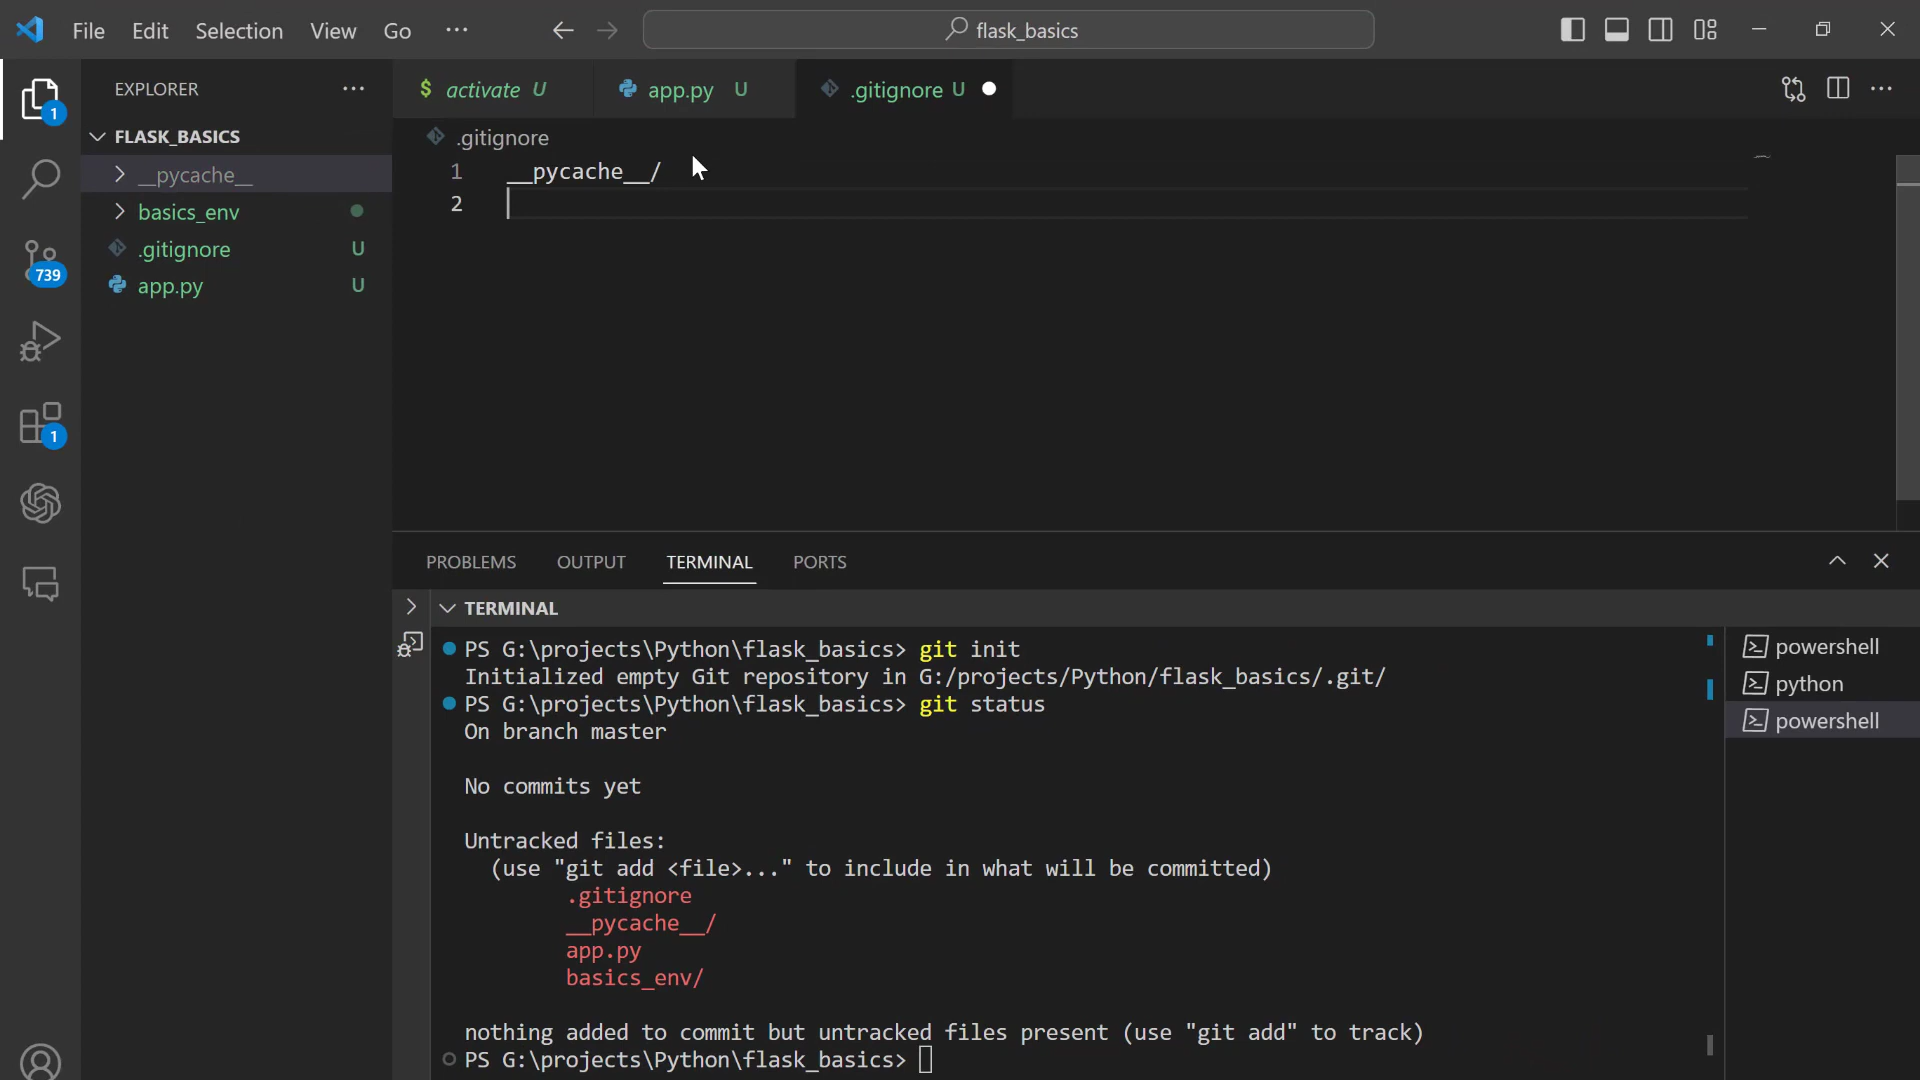 File Edit Selection View Go ···
flask_basics
EXPLORER ···
$ activate U
app.py U
.gitignore U
1
FLASK_BASICS
.gitignore
__pycache__
1 __pycache__/
basics_env
2
.gitignore U
739
app.py U
1
PROBLEMS OUTPUT TERMINAL PORTS
TERMINAL
PS G:\projects\Python\flask_basics> git init
Initialized empty Git repository in G:/projects/Python/flask_basics/.git/
PS G:\projects\Python\flask_basics> git status
On branch master
No commits yet
Untracked files:
(use "git add <file>..." to include in what will be committed)
.gitignore
__pycache__/
app.py
basics_env/
nothing added to commit but untracked files present (use "git add" to track)
PS G:\projects\Python\flask_basics>
powershell
python
powershell